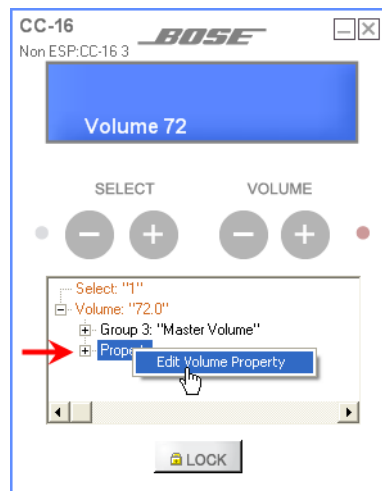 CC-16
BOSE
Non ESP:CC-16 3
Volume 72
SELECT
VOLUME
Select: "1"
Volume: "72.0"
Group 3: "Master Volume"
Edit Volume Property
LOCK